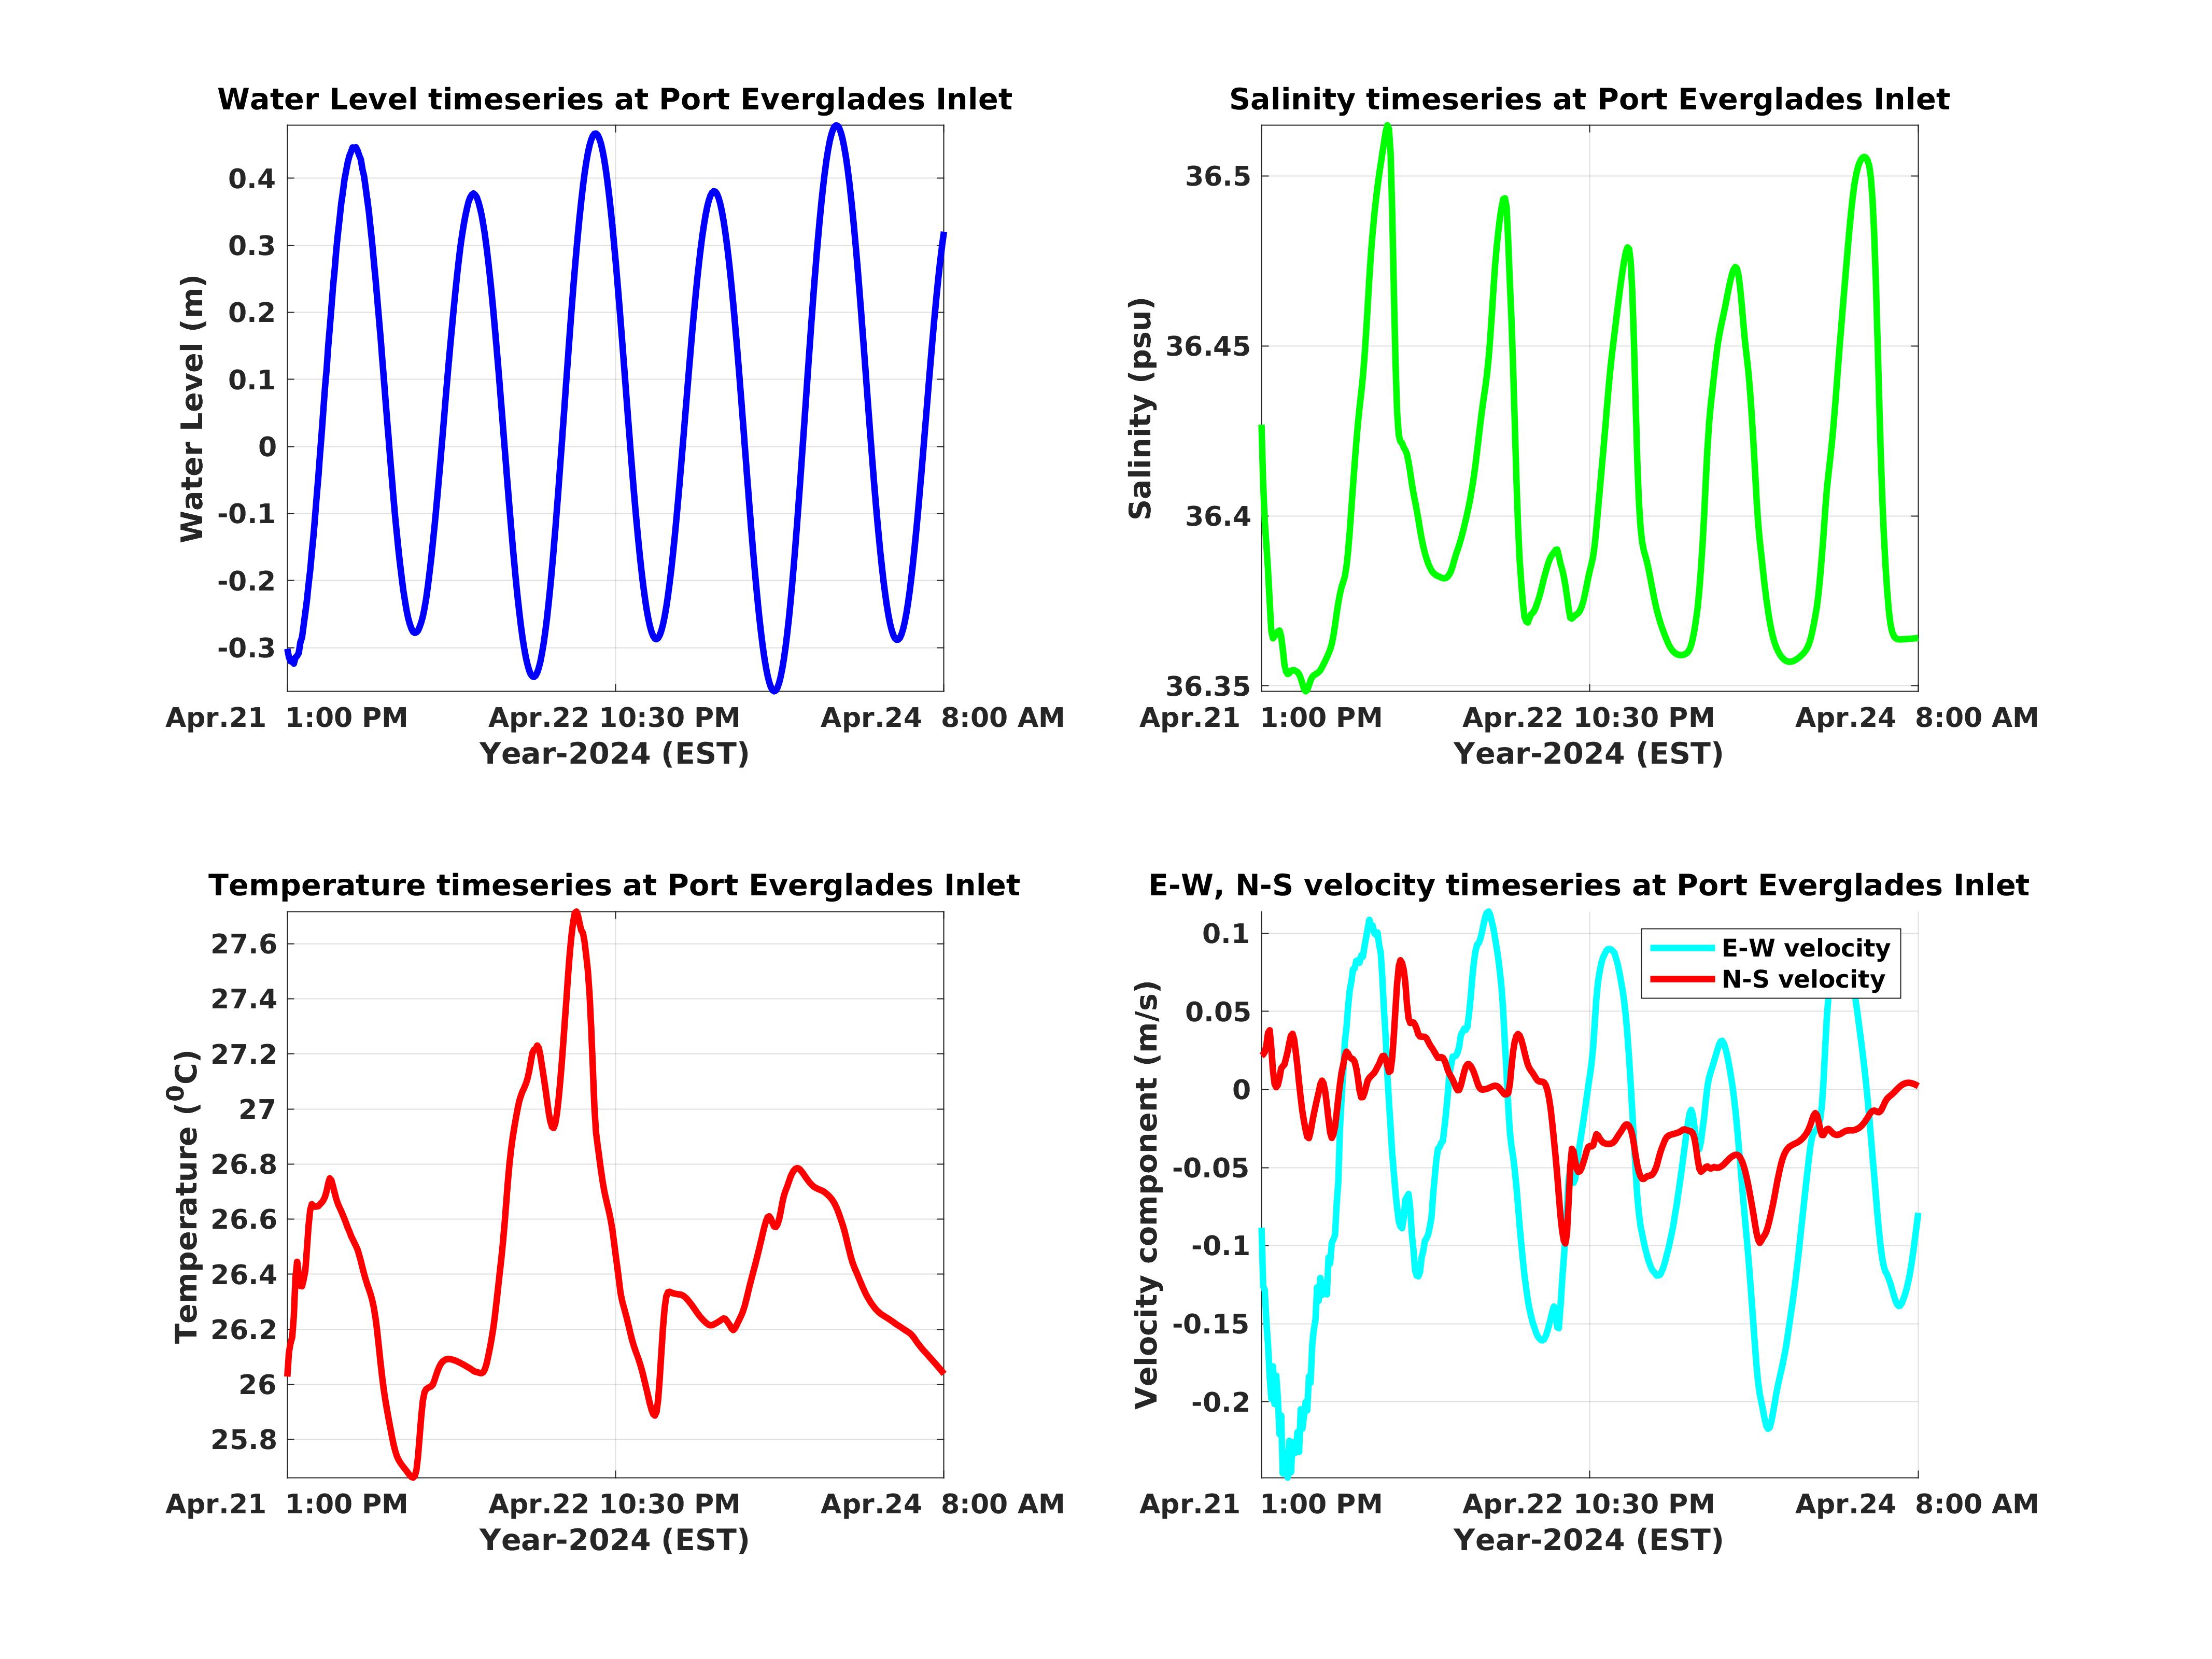 Water Level timeseries at Port Everglades Inlet
0.4
0.3
0.2
0.1
0
-0.1
-0.2
-0.3
Water Level (m)
Apr.21 1:00 PM Apr.22 10:30 PM Apr.24 8:00 AM
Year-2024 (EST)
Salinity timeseries at Port Everglades Inlet
36.5
36.45
36.4
36.35
Salinity (psu)
Apr.21 1:00 PM Apr.22 10:30 PM Apr.24 8:00 AM
Year-2024 (EST)
Temperature timeseries at Port Everglades Inlet
27.6
27.4
27.2
27
26.8
26.6
26.4
26.2
26
25.8
Temperature (⁰C)
Apr.21 1:00 PM Apr.22 10:30 PM Apr.24 8:00 AM
Year-2024 (EST)
E-W, N-S velocity timeseries at Port Everglades Inlet
0.1
0.05
0
-0.05
-0.1
-0.15
-0.2
Velocity component (m/s)
E-W velocity
N-S velocity
Apr.21 1:00 PM Apr.22 10:30 PM Apr.24 8:00 AM
Year-2024 (EST)